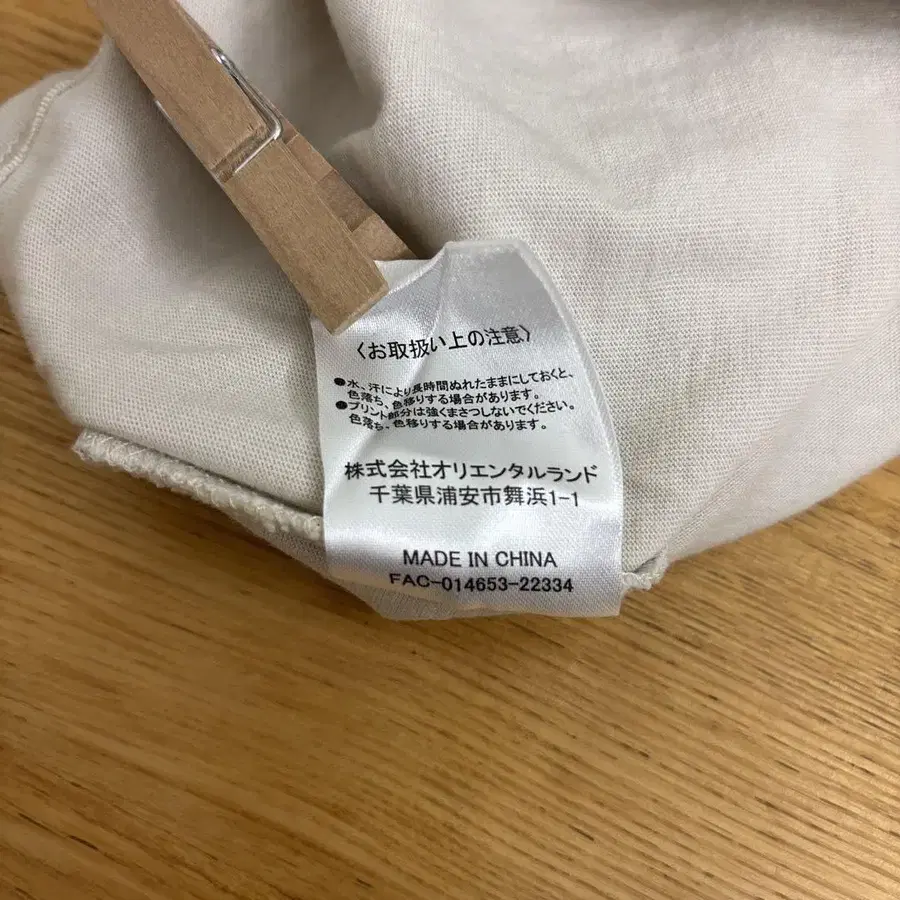 〈お取扱い上の注意〉
●水、汗により長時間ぬれたままにしておくと、
色落ち、色移りする場合があります。
●プリント部分は強くまさつしないでください。
色落ち、色移りする場合があります。
株式会社オリエンタルランド
千葉県浦安市舞浜1-1
MADE IN CHINA
FAC-014653-22334